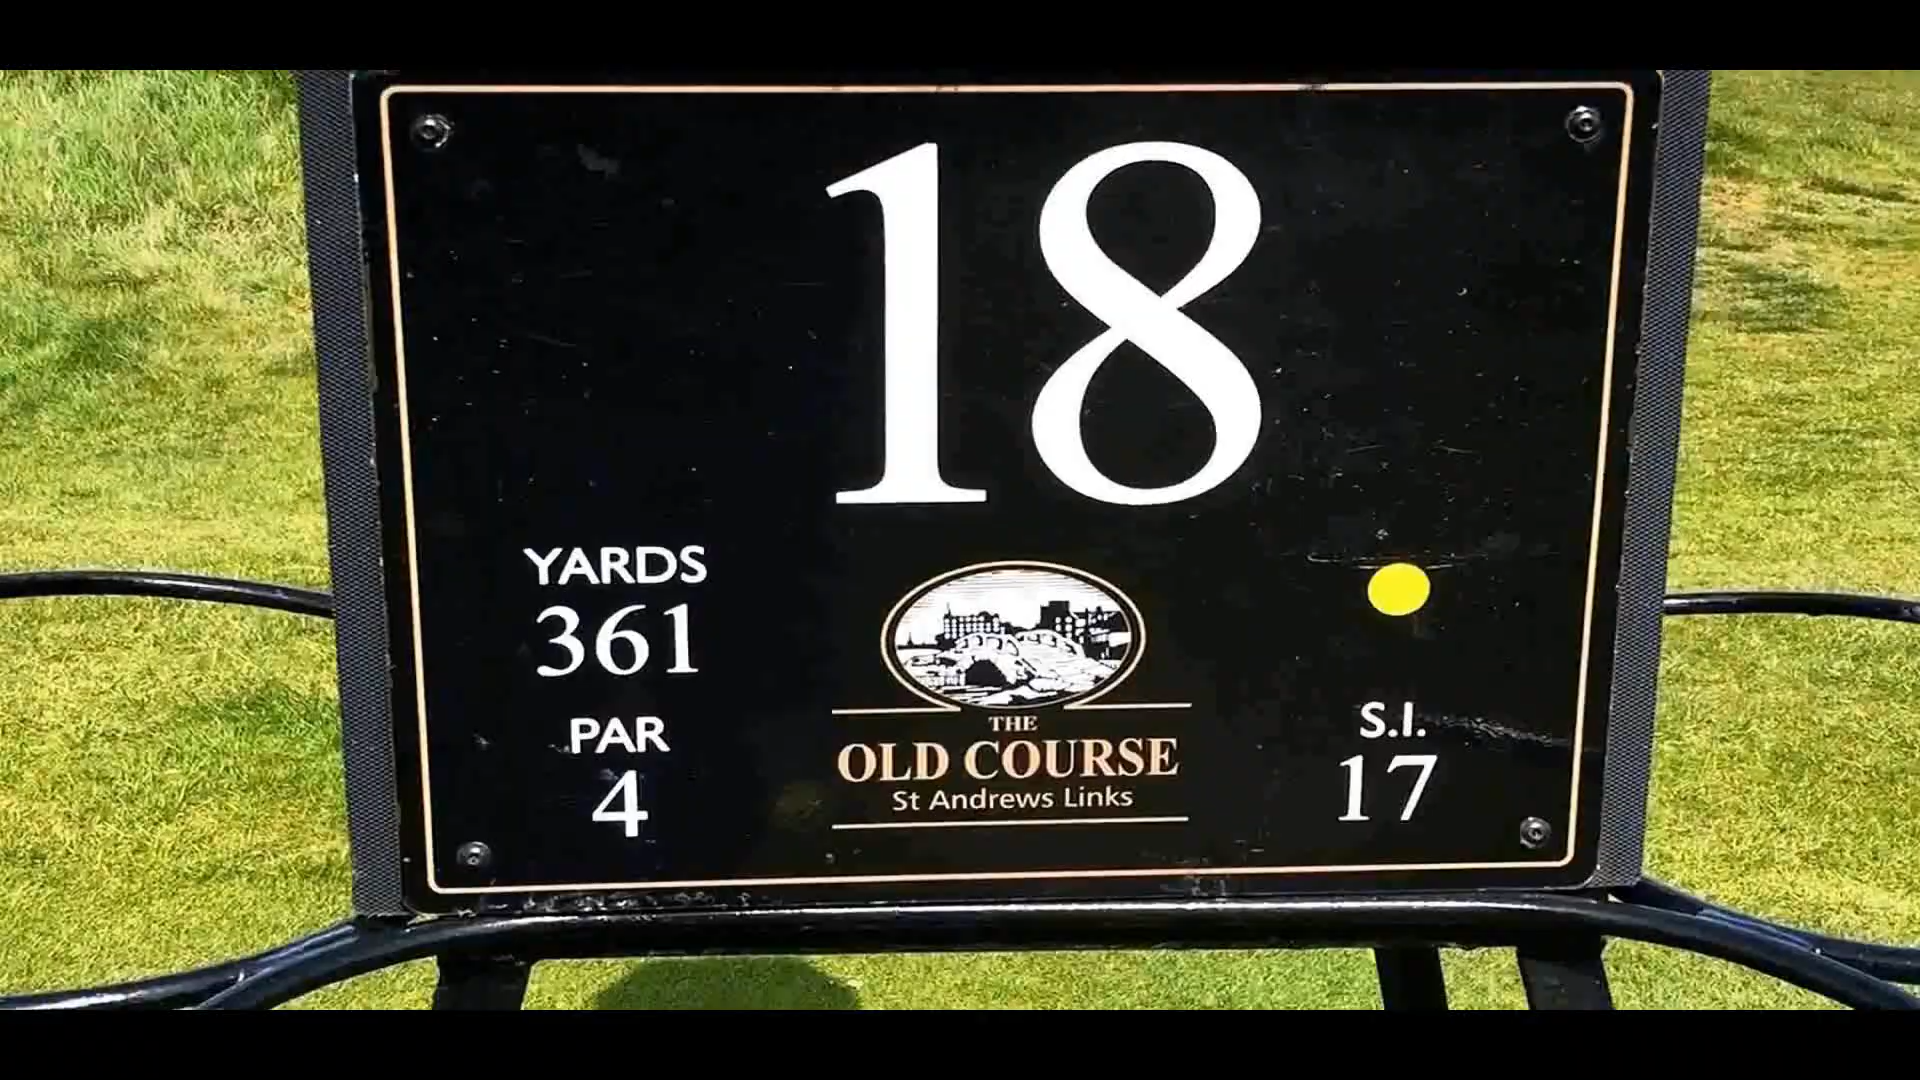 18
YARDS
361
PAR
4
THE
OLD COURSE
St Andrews Links
S.I.
17